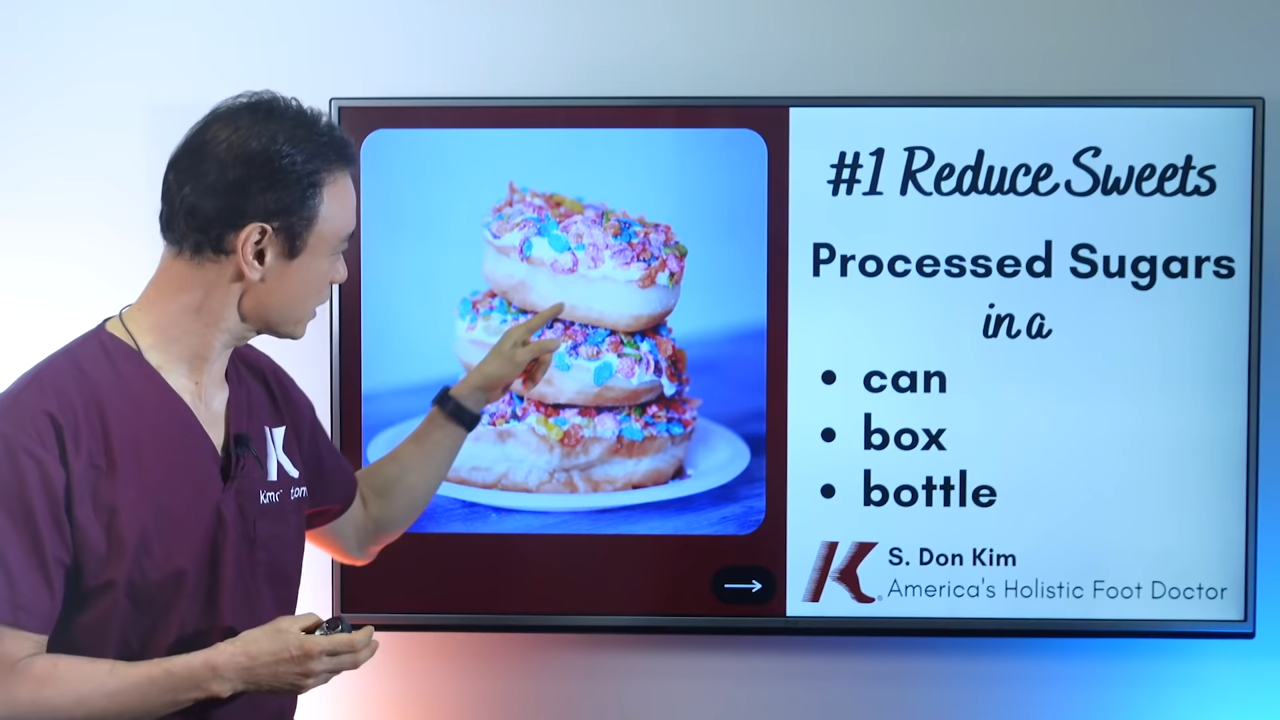 K
#1 Reduce Sweets
Processed Sugars
in a
• can
• box
• bottle
K
S. Don Kim
America's Holistic Foot Doctor